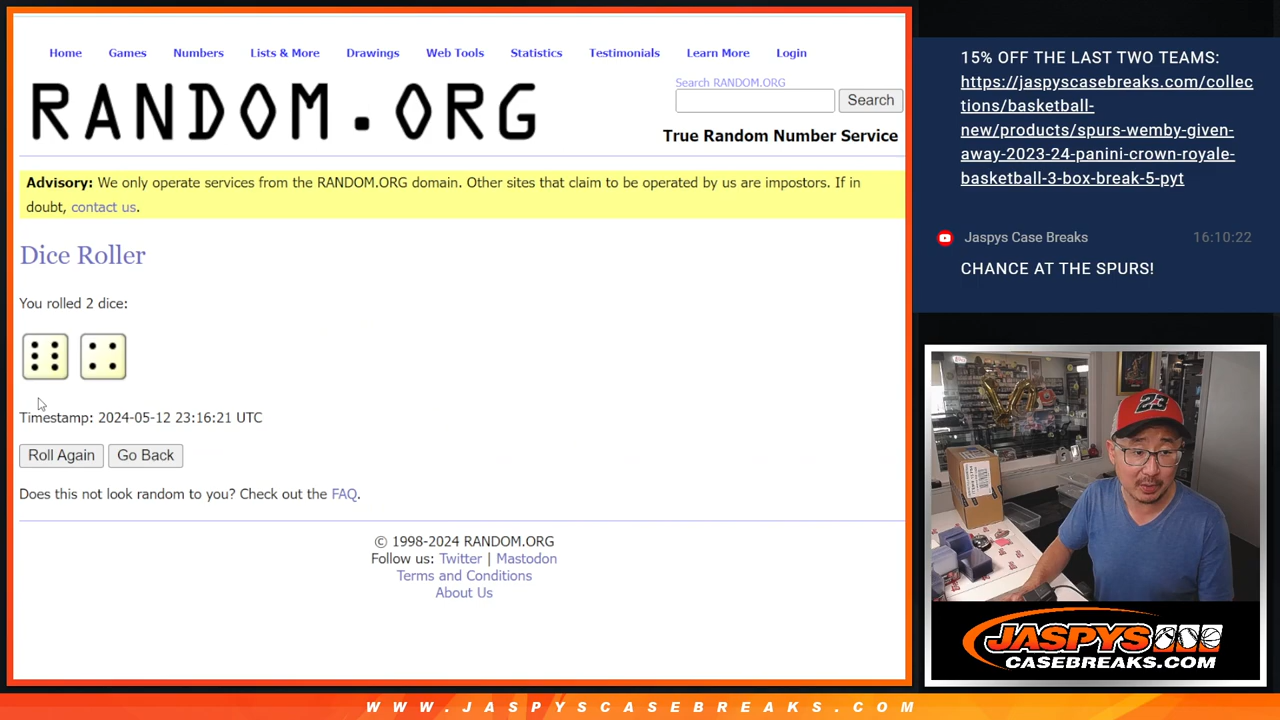 Home Games Numbers Lists & More Drawings Web Tools Statistics Testimonials Learn More Login
RANDOM.ORG
Search RANDOM.ORG
Search
True Random Number Service
Advisory: We only operate services from the RANDOM.ORG domain. Other sites that claim to be operated by us are impostors. If in
doubt, contact us.
Dice Roller
You rolled 2 dice:
Timestamp: 2024-05-12 23:16:21 UTC
Roll Again Go Back
Does this not look random to you? Check out the FAQ.
© 1998-2024 RANDOM.ORG
Follow us: Twitter | Mastodon
Terms and Conditions
About Us
15% OFF THE LAST TWO TEAMS:
https://jaspyscasebreaks.com/collec
tions/basketball-
new/products/spurs-wemby-given-
away-2023-24-panini-crown-royale-
basketball-3-box-break-5-pyt
Jaspys Case Breaks 16:10:22
CHANCE AT THE SPURS!
23
JASPYS
CASEBREAKS.COM
WWW.JASPYSCASEBREAKS.COM